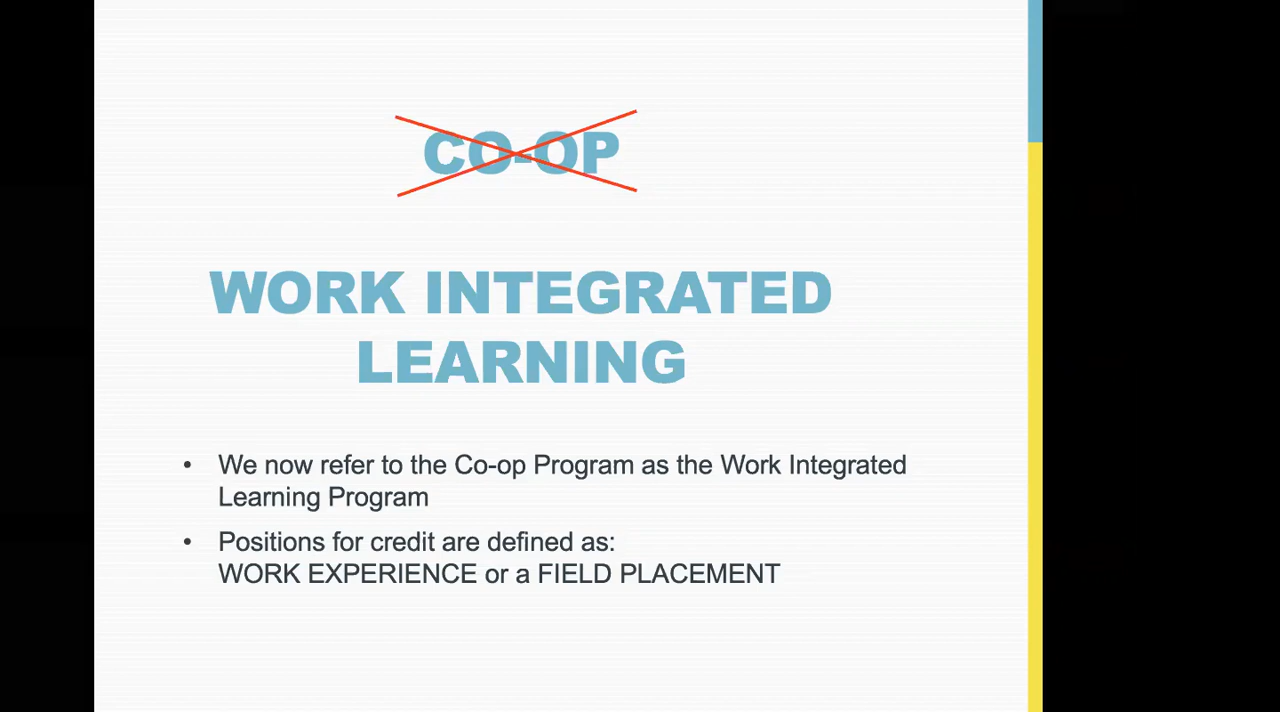 CO-OP
WORK INTEGRATED
LEARNING
• We now refer to the Co-op Program as the Work Integrated
Learning Program
• Positions for credit are defined as:
WORK EXPERIENCE or a FIELD PLACEMENT